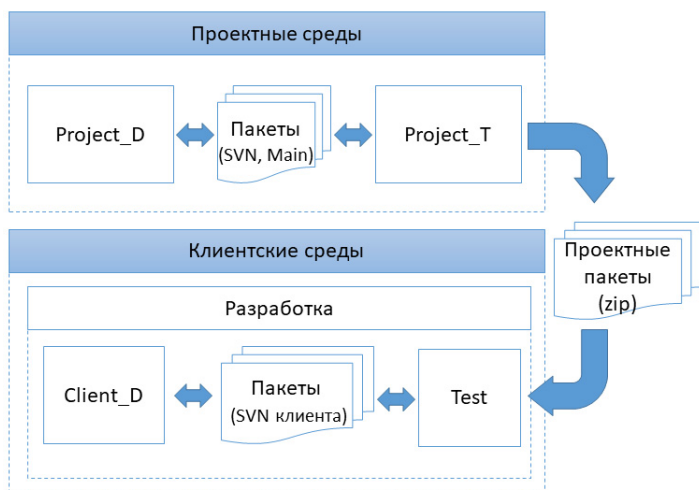 Проектные среды
Project_D
Пакеты
(SVN, Main)
Project_T
Проектные
пакеты
(zip)
Клиентские среды
Разработка
Client_D
Пакеты
(SVN клиента)
Test